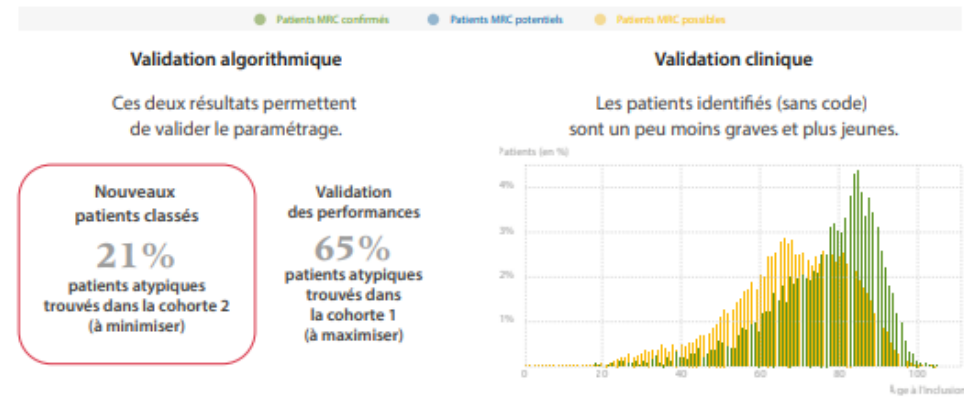 Patients MRC confirmés
Patients MRC potentiels
Patients MRC possibles
Validation algorithmique
Ces deux résultats permettent
de valider le paramétrage.
Nouveaux
patients classés
21%
patients atypiques
trouvés dans la cohorte 2
(à minimiser)
Validation
des performances
65%
patients atypiques
trouvés dans
la cohorte 1
(à maximiser)
Validation clinique
Les patients identifiés (sans code)
sont un peu moins graves et plus jeunes.
Patients (en %)
4%
3%
2%
1%
0
20
40
60
80
100
Âge à l'inclusion